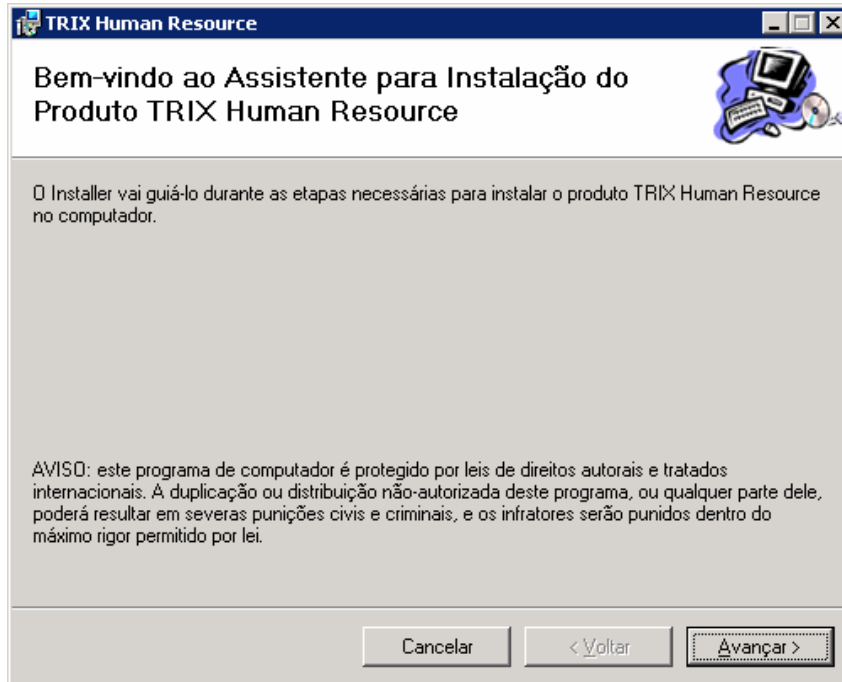 TRIX Human Resource
Bem-vindo ao Assistente para Instalação do
Produto TRIX Human Resource
O Installer vai guiá-lo durante as etapas necessárias para instalar o produto TRIX Human Resource
no computador.
AVISO: este programa de computador é protegido por leis de direitos autorais e tratados
internacionais. A duplicação ou distribuição não-autorizada deste programa, ou qualquer parte dele,
poderá resultar em severas punições civis e criminais, e os infratores serão punidos dentro do
máximo rigor permitido por lei.
Cancelar
< Voltar
Avançar >